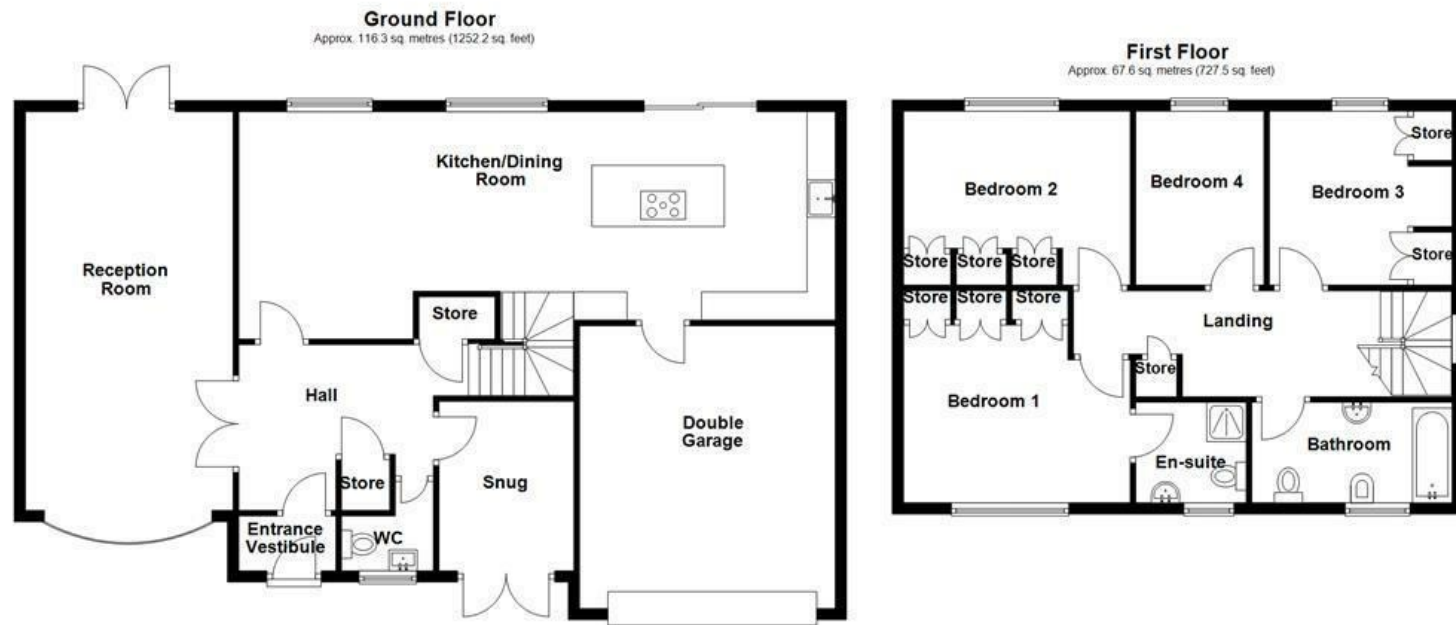 Ground Floor
Approx. 116.3 sq. metres (1252.2 sq. feet)
Kitchen/Dining
Room
Reception
Room
Store
Hall
Double
Garage
Store
Snug
Entrance
Vestibule
WC
First Floor
Approx. 67.6 sq. metres (727.5 sq. feet)
Store
Bedroom 2
Bedroom 4
Bedroom 3
Store
Store
Store
Store
Store
Store
Store
Landing
Store
Bedroom 1
Bathroom
En-suite